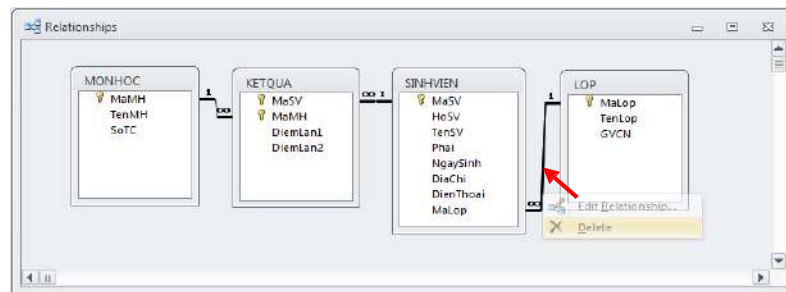 Relationships
MONHOC
MaMH
TenMH
SoTC
1
∞
KETQUA
MaSV
MaMH
DiemLan1
DiemLan2
∞ 1
SINHVIEN
MaSV
HoSV
TenSV
Phai
NgaySinh
DiaChi
DienThoai
MaLop
1
∞
LOP
MaLop
TenLop
GVCN
Edit Relationship...
Delete